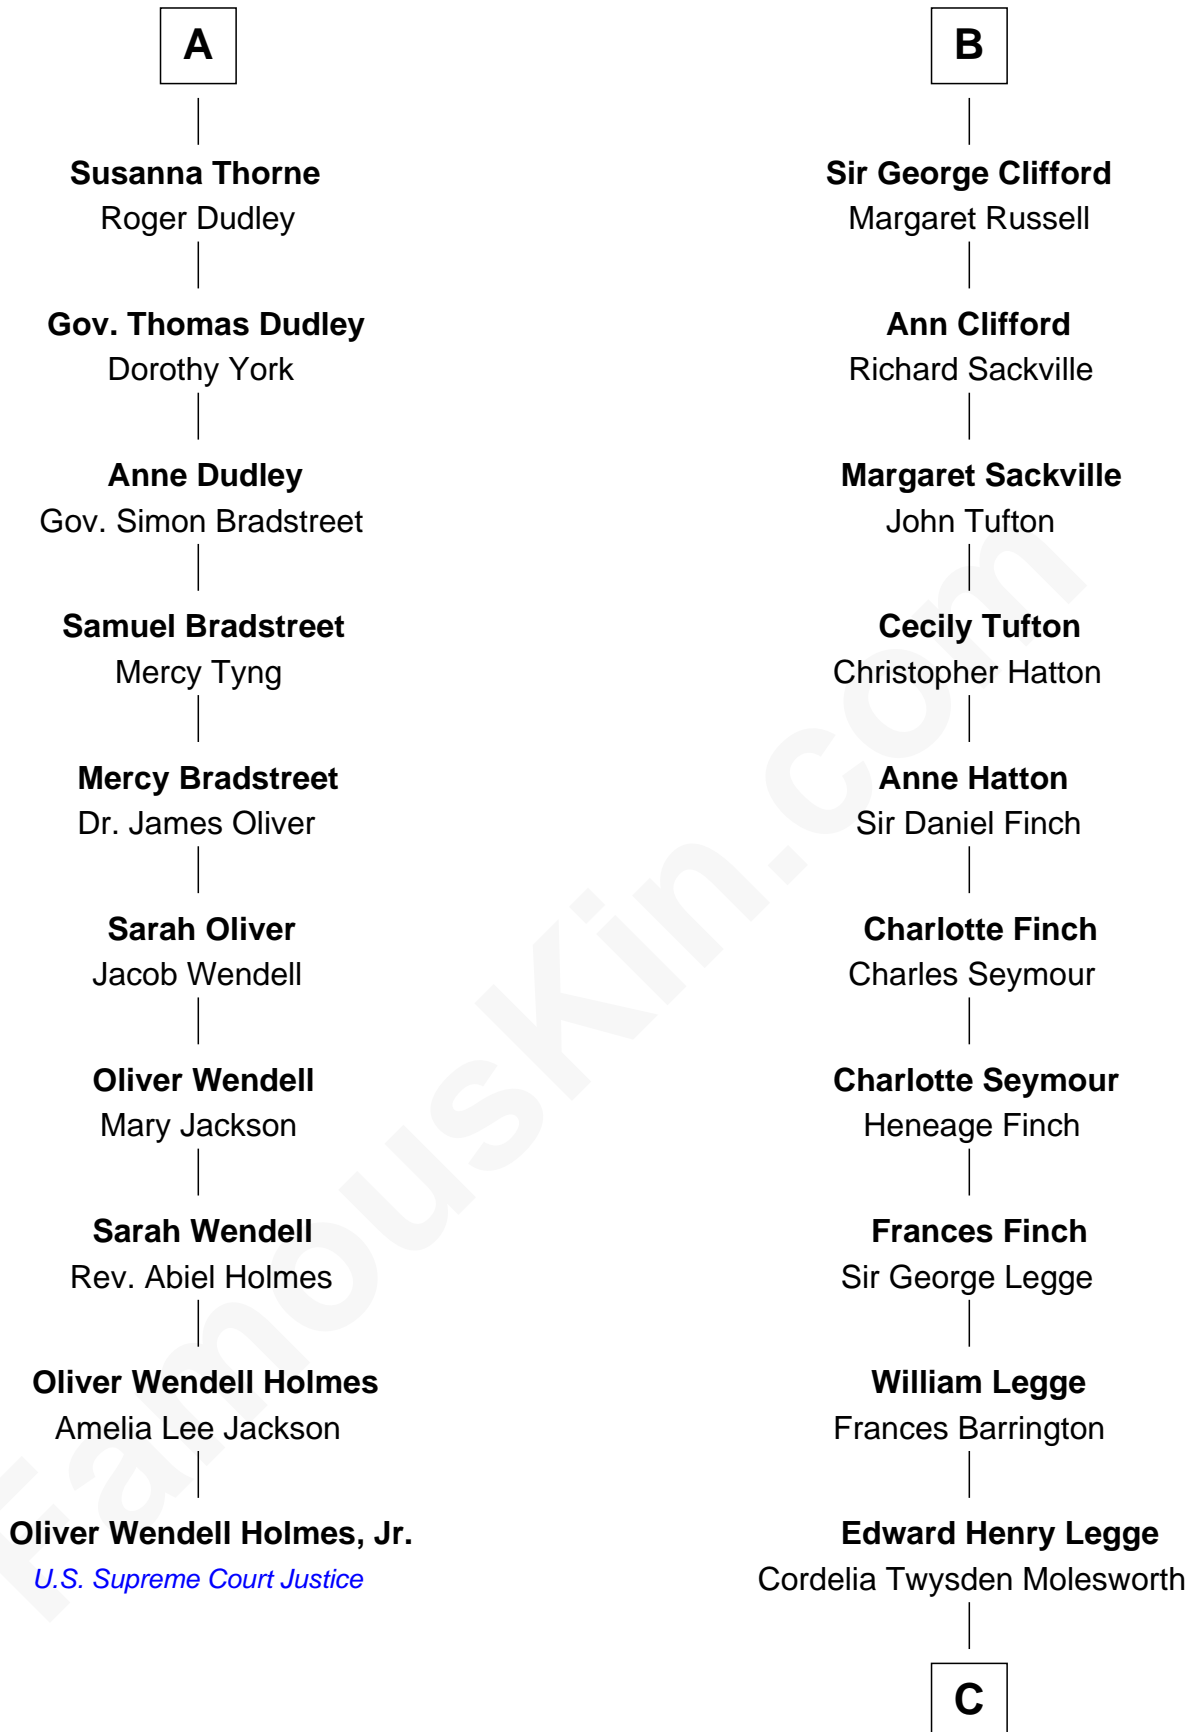 A
Susanna Thorne
Roger Dudley
Gov. Thomas Dudley
Dorothy York
Anne Dudley
Gov. Simon Bradstreet
Samuel Bradstreet
Mercy Tyng
Mercy Bradstreet
Dr. James Oliver
Sarah Oliver
Jacob Wendell
Oliver Wendell
Mary Jackson
Sarah Wendell
Rev. Abiel Holmes
Oliver Wendell Holmes
Amelia Lee Jackson
Oliver Wendell Holmes, Jr.
U.S. Supreme Court Justice
B
Sir George Clifford
Margaret Russell
Ann Clifford
Richard Sackville
Margaret Sackville
John Tufton
Cecily Tufton
Christopher Hatton
Anne Hatton
Sir Daniel Finch
Charlotte Finch
Charles Seymour
Charlotte Seymour
Heneage Finch
Frances Finch
Sir George Legge
William Legge
Frances Barrington
Edward Henry Legge
Cordelia Twysden Molesworth
C
FamousKin.com